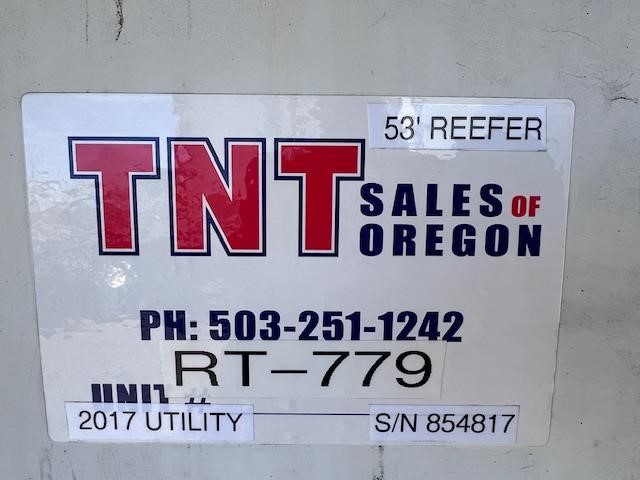 53' REEFER
TNT SALES OF
OREGON
PH: 503-251-1242
RT-779
UNIT #
2017 UTILITY
S/N 854817